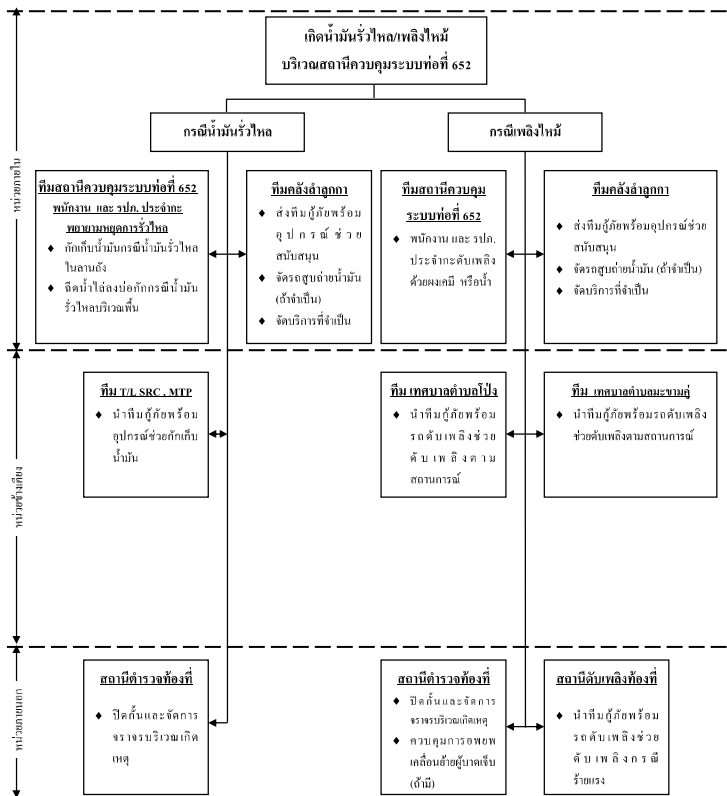 เกิดน้ำมันรั่วไหล/เพลิงไหม้
บริเวณสถานีควบคุมระบบท่อที่ 652
กรณีน้ำมันรั่วไหล
กรณีเพลิงไหม้
หน่วยภายใน
ทีมสถานีควบคุมระบบท่อที่ 652
พนักงาน และ รปภ. ประจำกะ
พยายามหยุดการรั่วไหล
♦ กักเก็บน้ำมันกรณีน้ำมันรั่วไหล
ในลานถัง
♦ ฉีดน้ำไล่ลงบ่อกักกรณีน้ำมัน
รั่วไหลบริเวณพื้น
ทีมคลังลำลูกกา
♦ ส่งทีมกู้ภัยพร้อม
อุปกรณ์ช่วย
สนับสนุน
♦ จัดรถสูบถ่ายน้ำมัน
(ถ้าจำเป็น)
♦ จัดบริการที่จำเป็น
ทีมสถานีควบคุม
ระบบท่อที่ 652
♦ พนักงาน และ รปภ.
ประจำกะดับเพลิง
ด้วยผงเคมี หรือน้ำ
ทีมคลังลำลูกกา
♦ ส่งทีมกู้ภัยพร้อมอุปกรณ์ช่วย
สนับสนุน
♦ จัดรถสูบถ่ายน้ำมัน (ถ้าจำเป็น)
♦ จัดบริการที่จำเป็น
หน่วยข้างเคียง
ทีม T/L SRC , MTP
♦ นำทีมกู้ภัยพร้อม
อุปกรณ์ช่วยกักเก็บ
น้ำมัน
ทีม เทศบาลตำบลโป่ง
♦ นำทีมกู้ภัยพร้อม
รถดับเพลิงช่วย
ดับเพลิงตาม
สถานการณ์
ทีม เทศบาลตำบลมะขามคู่
♦ นำทีมกู้ภัยพร้อมรถดับเพลิง
ช่วยดับเพลิงตามสถานการณ์
หน่วยภายนอก
สถานีตำรวจท้องที่
♦ ปิดกั้นและจัดการ
จราจรบริเวณเกิด
เหตุ
สถานีตำรวจท้องที่
♦ ปิดกั้นและจัดการ
จราจรบริเวณเกิดเหตุ
♦ ควบคุมการอพยพ
เคลื่อนย้ายผู้บาดเจ็บ
(ถ้ามี)
สถานีดับเพลิงท้องที่
♦ นำทีมกู้ภัยพร้อม
รถดับเพลิงช่วย
ดับเพลิงกรณี
ร้ายแรง